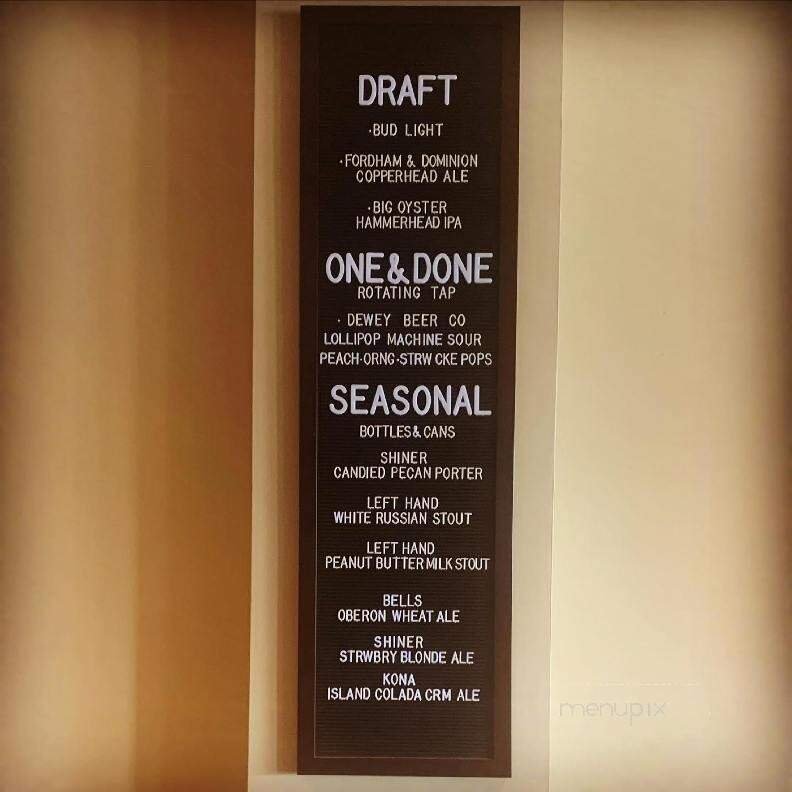 DRAFT
·BUD LIGHT
·FORDHAM & DOMINION
COPPERHEAD ALE
·BIG OYSTER
HAMMERHEAD IPA
ONE&DONE
ROTATING TAP
· DEWEY BEER CO
LOLLIPOP MACHINE SOUR
PEACH·ORNG·STRW CKE POPS
SEASONAL
BOTTLES& CANS
SHINER
CANDIED PECAN PORTER
LEFT HAND
WHITE RUSSIAN STOUT
LEFT HAND
PEANUT BUTTER MILK STOUT
BELLS
OBERON WHEAT ALE
SHINER
STRWBRY BLONDE ALE
KONA
ISLAND COLADA CRM ALE
menupix